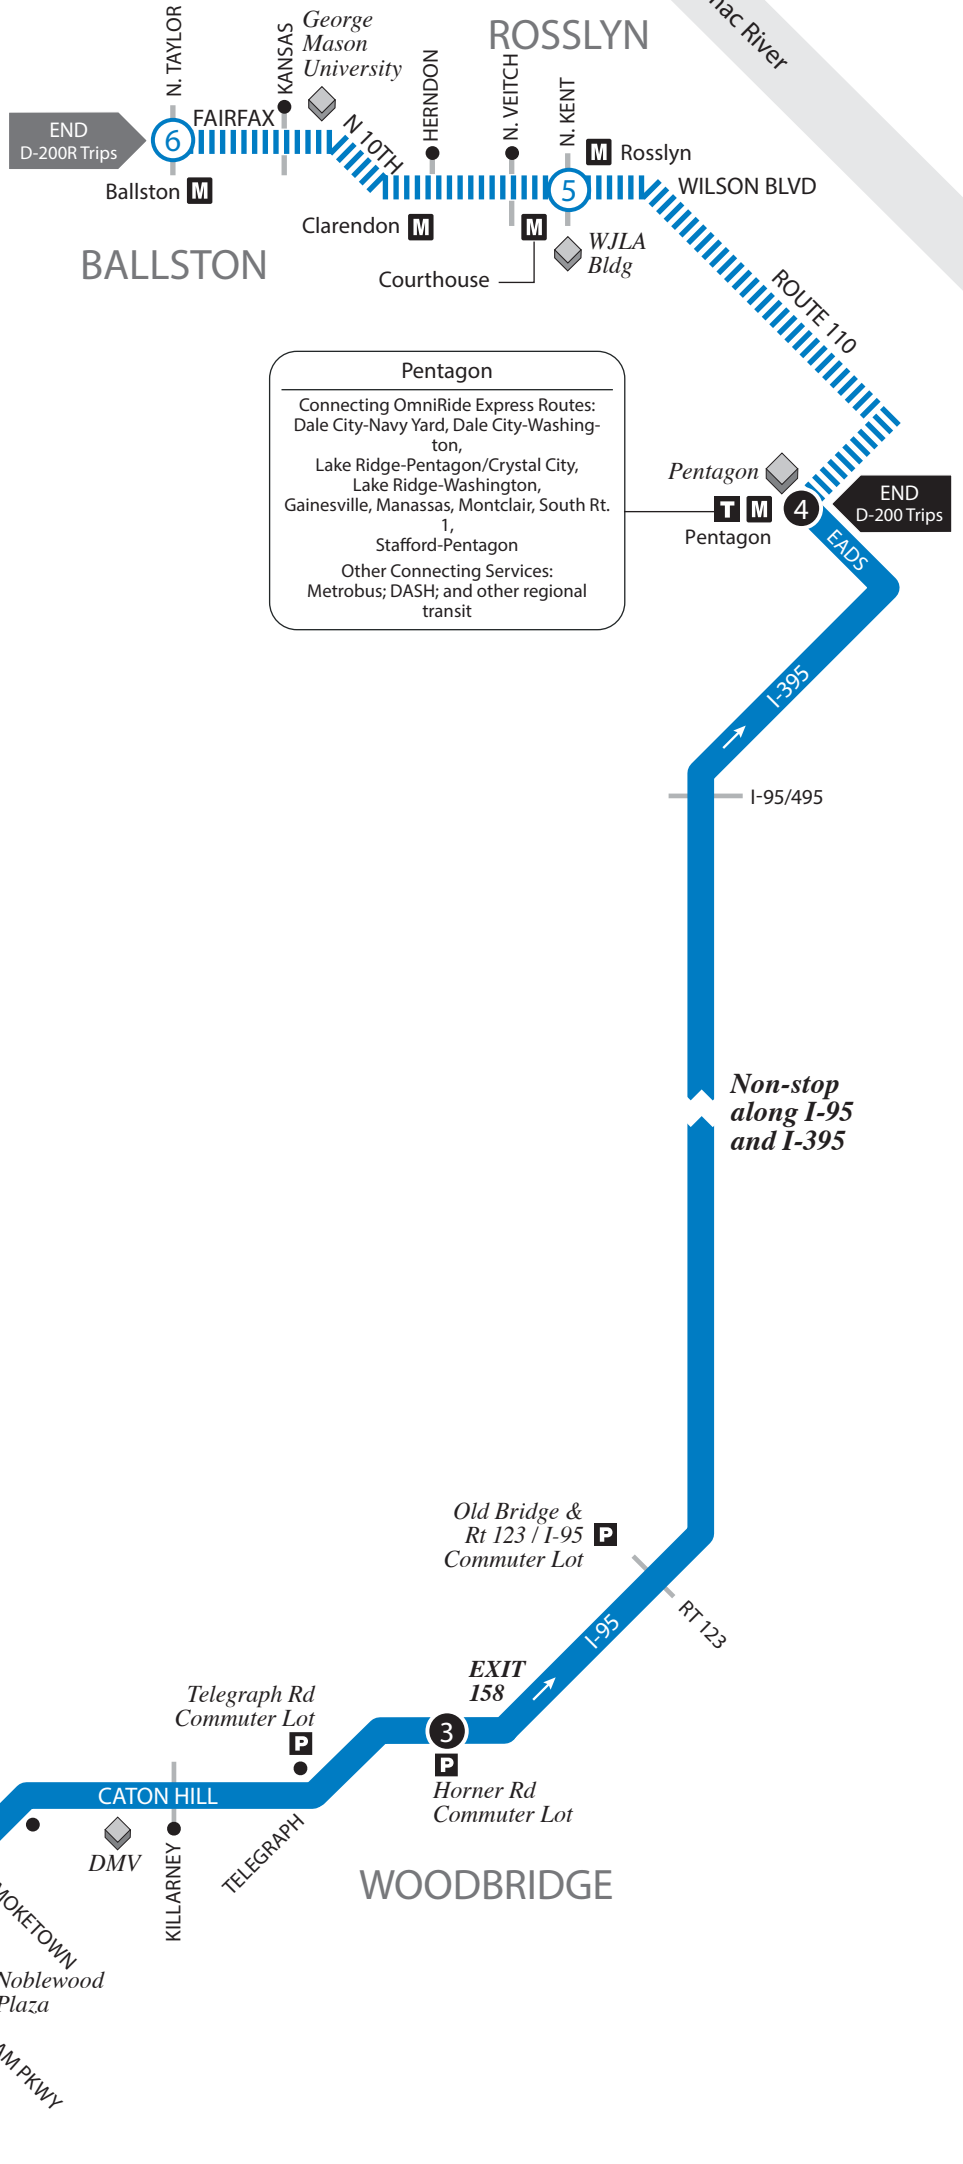 George
Mason
University
ROSSLYN
River
N. TAYLOR
KANSAS
HERNDON
N. VEITCH
N. KENT
END
D-200R Trips
6
FAIRFAX
N 10TH
M Rosslyn
Ballston M
5
WILSON BLVD
Clarendon M
M
WJLA
Bldg
BALLSTON
Courthouse
ROUTE 110
Pentagon
Connecting OmniRide Express Routes:
Dale City-Navy Yard, Dale City-Washing-
ton,
Lake Ridge-Pentagon/Crystal City,
Lake Ridge-Washington,
Gainesville, Manassas, Montclair, South Rt.
1,
Stafford-Pentagon
Other Connecting Services:
Metrobus; DASH; and other regional
transit
Pentagon
T M
4
END
D-200 Trips
Pentagon
EADS
I-395
I-95/495
Non-stop
along I-95
and I-395
Old Bridge &
Rt 123 / I-95
Commuter Lot
P
RT 123
I-95
EXIT
158
Telegraph Rd
Commuter Lot
P
3
P
Horner Rd
Commuter Lot
CATON HILL
DMV
KILLARNEY
TELEGRAPH
WOODBRIDGE
MOKETOWN
Noblewood
Plaza
AM PKWY